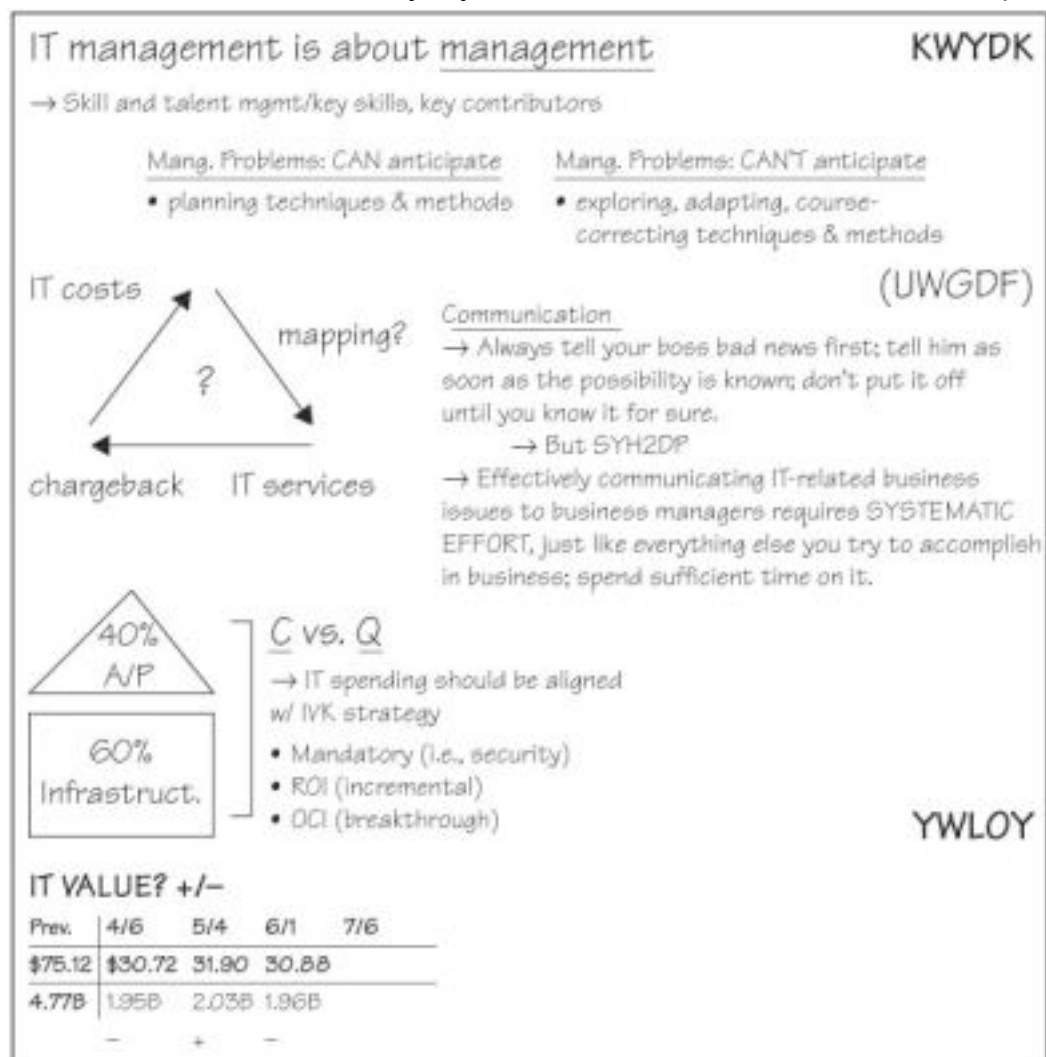 IT management is about management
KWYDK
→ Skill and talent mgmt/key skills, key contributors
Mang. Problems: CAN anticipate
• planning techniques & methods
Mang. Problems: CAN'T anticipate
• exploring, adapting, course-
correcting techniques & methods
(UWGDF)
IT costs
mapping?
?
chargeback
IT services
Communication
→ Always tell your boss bad news first; tell him as
soon as the possibility is known; don't put it off
until you know it for sure.
→ But SYH2DP
→ Effectively communicating IT-related business
issues to business managers requires SYSTEMATIC
EFFORT, just like everything else you try to accomplish
in business; spend sufficient time on it.
40%
A/P
60%
Infrastruct.
C vs. Q
→ IT spending should be aligned
w/ IVK strategy
• Mandatory (i.e., security)
• ROI (incremental)
• OCI (breakthrough)
YWLOY
IT VALUE? +/–
Prev. 4/6 5/4 6/1 7/6
$75.12 $30.72 31.90 30.88
4.77B 1.95B 2.03B 1.96B
– + –